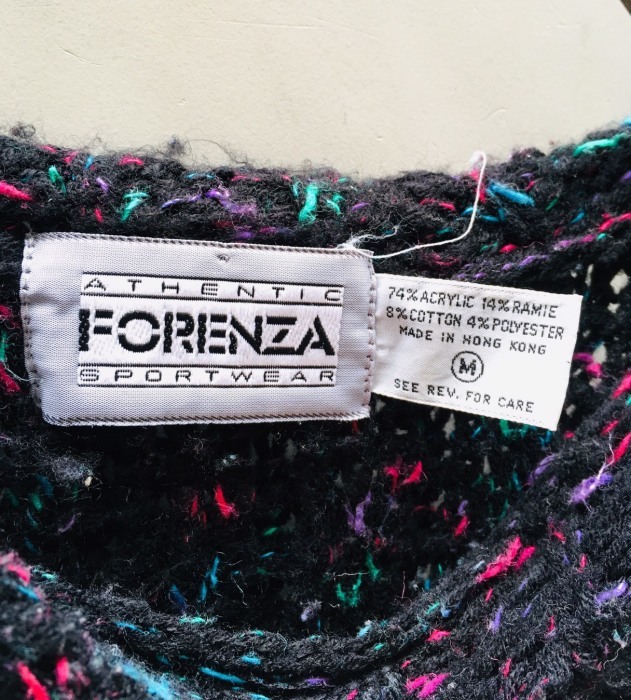 ATHENTIC
FORENZA
SPORTWEAR
74% ACRYLIC 14% RAMIE
8% COTTON 4% POLYESTER
MADE IN HONG KONG
M
SEE REV. FOR CARE